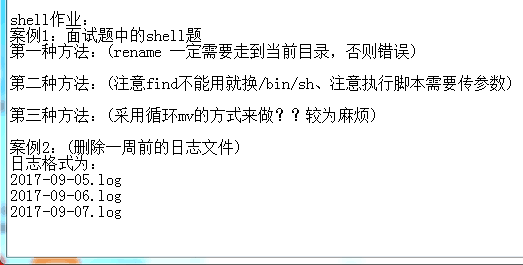 shell作业：
案例1：面试题中的shell题
第一种方法：(rename 一定需要走到当前目录，否则错误)
第二种方法：(注意find不能用就换/bin/sh、注意执行脚本需要传参数)
第三种方法：(采用循环mv的方式来做？？较为麻烦)
案例2：(删除一周前的日志文件)
日志格式为：
2017-09-05.log
2017-09-06.log
2017-09-07.log